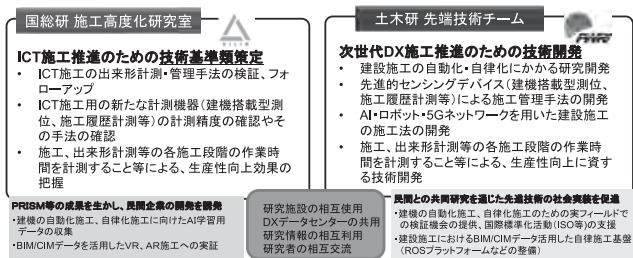 国総研 施工高度化研究室
ICT施工推進のための技術基準類策定
• ICT施工の出来形計測・管理手法の検証、フォ
ローアップ
• ICT施工用の新たな計測機器(建機搭載型測
位、施工履歴計測等)の計測精度の確認やそ
の手法の確認
• 施工、出来形計測等の各施工段階の作業時
間を計測すること等による、生産性向上効果の
把握
PRISM等の成果を生かし、民間企業の開発を誘発
・建機の自動化施工、自律化施工に向けたAI学習用
データの収集
・BIM/CIMデータを活用したVR、AR施工への実証
研究施設の相互使用
DXデータセンターの共用
研究情報の相互利用
研究者の相互交流
土木研 先端技術チーム
次世代DX施工推進のための技術開発
• 建設施工の自動化・自律化にかかる研究開発
• 先進的センシングデバイス(建機搭載型測位、
施工履歴計測等)による施工管理手法の開発
• AI・ロボット・5Gネットワークを用いた建設施工
の施工法の開発
• 施工、出来形計測等の各施工段階の作業時
間を計測すること等による、生産性向上に資す
る技術開発
民間との共同研究を通じた先進技術の社会実装を促進
・建機の自動化施工、自律化施工のための実フィールドで
の検証機会の提供、国際標準化活動(ISO等)の支援
・建設施工におけるBIM/CIMデータ活用した自律施工基盤
(ROSプラットフォームなどの整備)